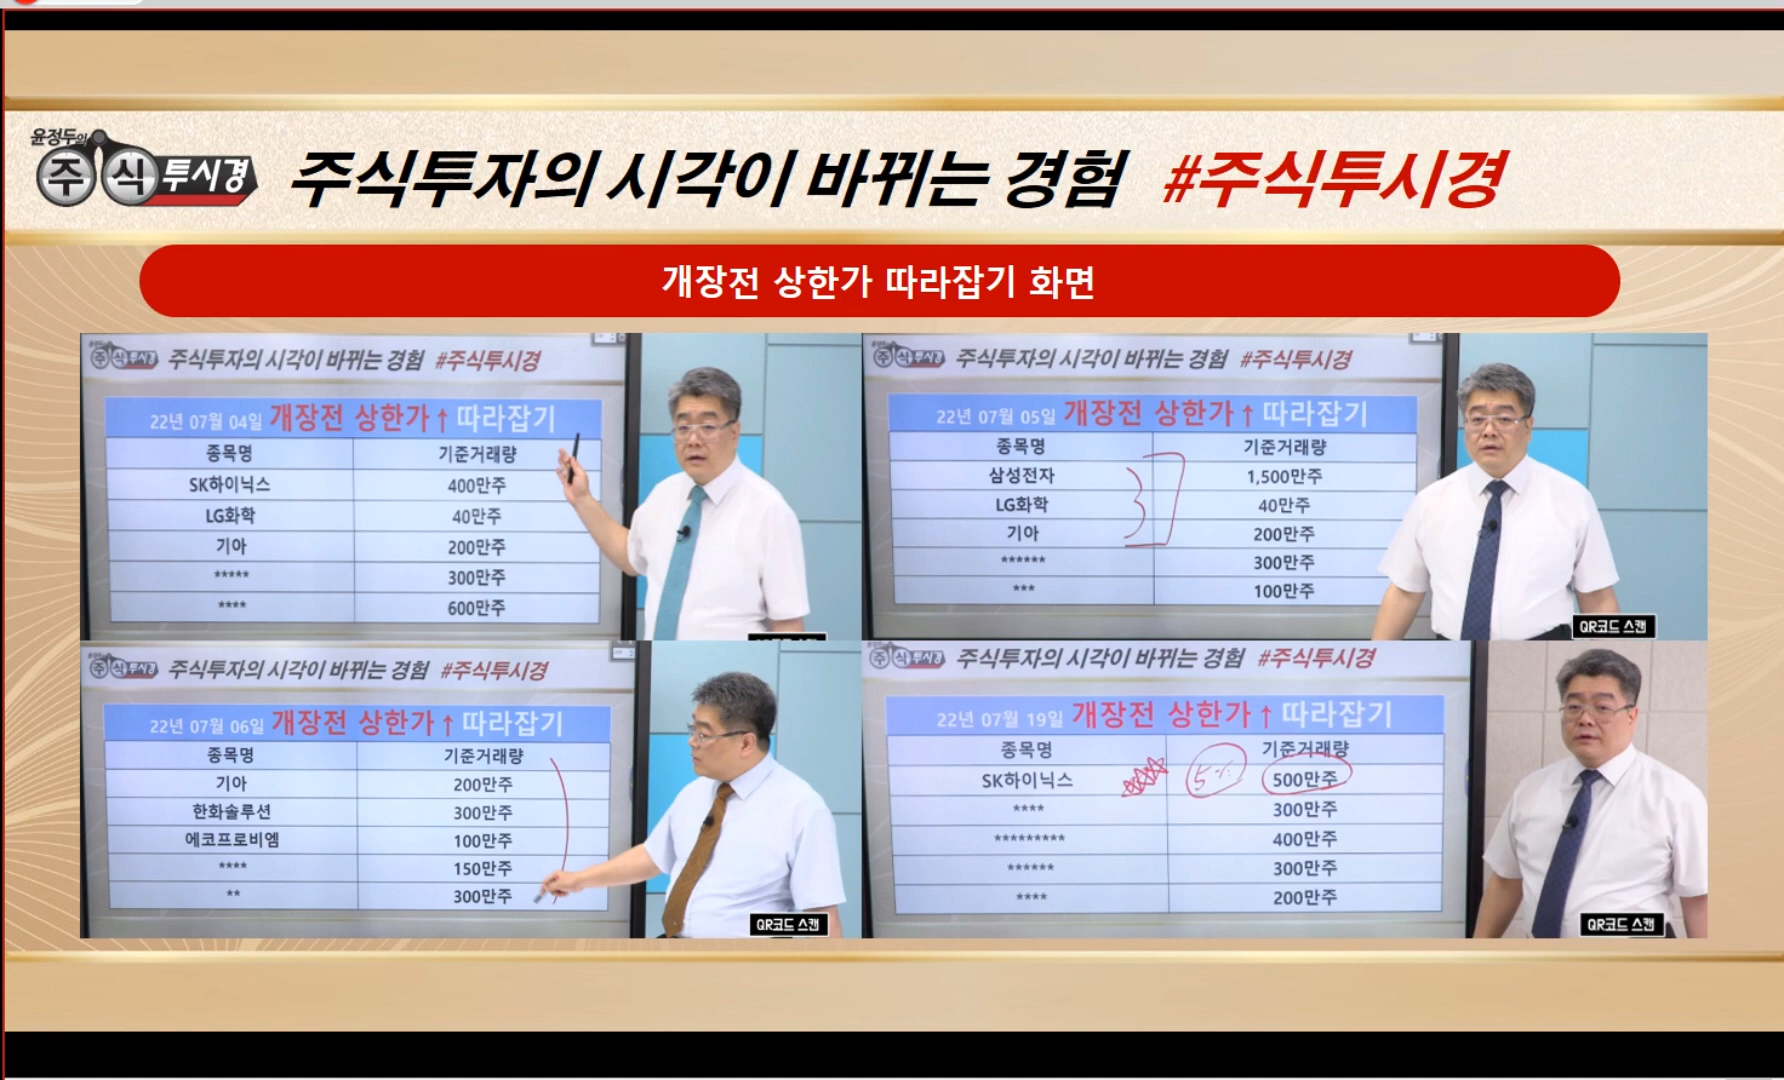 윤정두의
주식투시경 주식투자의 시각이 바뀌는 경험 #주식투시경
개장전 상한가 따라잡기 화면
주식투시경 주식투자의 시각이 바뀌는 경험 #주식투시경
22년 07월 04일 개장전 상한가↑따라잡기
종목명 기준거래량
SK하이닉스 400만주
LG화학 40만주
기아 200만주
***** 300만주
**** 600만주
주식투시경 주식투자의 시각이 바뀌는 경험 #주식투시경
22년 07월 05일 개장전 상한가↑따라잡기
종목명 기준거래량
삼성전자 1,500만주
LG화학 40만주
기아 200만주
****** 300만주
*** 100만주
QR코드 스캔
주식투시경 주식투자의 시각이 바뀌는 경험 #주식투시경
22년 07월 06일 개장전 상한가↑따라잡기
종목명 기준거래량
기아 200만주
한화솔루션 300만주
에코프로비엠 100만주
**** 150만주
** 300만주
QR코드 스캔
주식투시경 주식투자의 시각이 바뀌는 경험 #주식투시경
22년 07월 19일 개장전 상한가↑따라잡기
종목명 기준거래량
SK하이닉스 5% 500만주
**** 300만주
********* 400만주
****** 300만주
**** 200만주
QR코드 스캔